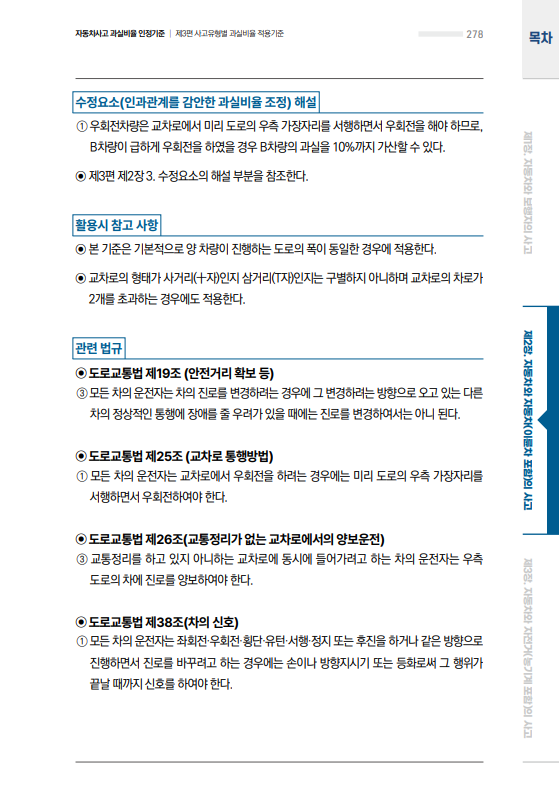 자동차사고 과실비율 인정기준 | 제3편 사고유형별 과실비율 적용기준
278
목차
수정요소(인과관계를 감안한 과실비율 조정) 해설
① 우회전차량은 교차로에서 미리 도로의 우측 가장자리를 서행하면서 우회전을 해야 하므로,
B차량이 급하게 우회전을 하였을 경우 B차량의 과실을 10%까지 가산할 수 있다.
◉ 제3편 제2장 3. 수정요소의 해설 부분을 참조한다.
활용시 참고 사항
◉ 본 기준은 기본적으로 양 차량이 진행하는 도로의 폭이 동일한 경우에 적용한다.
◉ 교차로의 형태가 사거리(十자)인지 삼거리(T자)인지는 구별하지 아니하며 교차로의 차로가
2개를 초과하는 경우에도 적용한다.
관련 법규
◉ 도로교통법 제19조 (안전거리 확보 등)
③ 모든 차의 운전자는 차의 진로를 변경하려는 경우에 그 변경하려는 방향으로 오고 있는 다른
차의 정상적인 통행에 장애를 줄 우려가 있을 때에는 진로를 변경하여서는 아니 된다.
◉ 도로교통법 제25조 (교차로 통행방법)
① 모든 차의 운전자는 교차로에서 우회전을 하려는 경우에는 미리 도로의 우측 가장자리를
서행하면서 우회전하여야 한다.
◉ 도로교통법 제26조(교통정리가 없는 교차로에서의 양보운전)
③ 교통정리를 하고 있지 아니하는 교차로에 동시에 들어가려고 하는 차의 운전자는 우측
도로의 차에 진로를 양보하여야 한다.
◉ 도로교통법 제38조(차의 신호)
① 모든 차의 운전자는 좌회전·우회전·횡단·유턴·서행·정지 또는 후진을 하거나 같은 방향으로
진행하면서 진로를 바꾸려고 하는 경우에는 손이나 방향지시기 또는 등화로써 그 행위가
끝날 때까지 신호를 하여야 한다.
제1장. 자동차와 보행자의 사고
제2장. 자동차와 자동차(이륜차 포함)의 사고
제3장. 자동차와 자전거(농기계 포함)의 사고